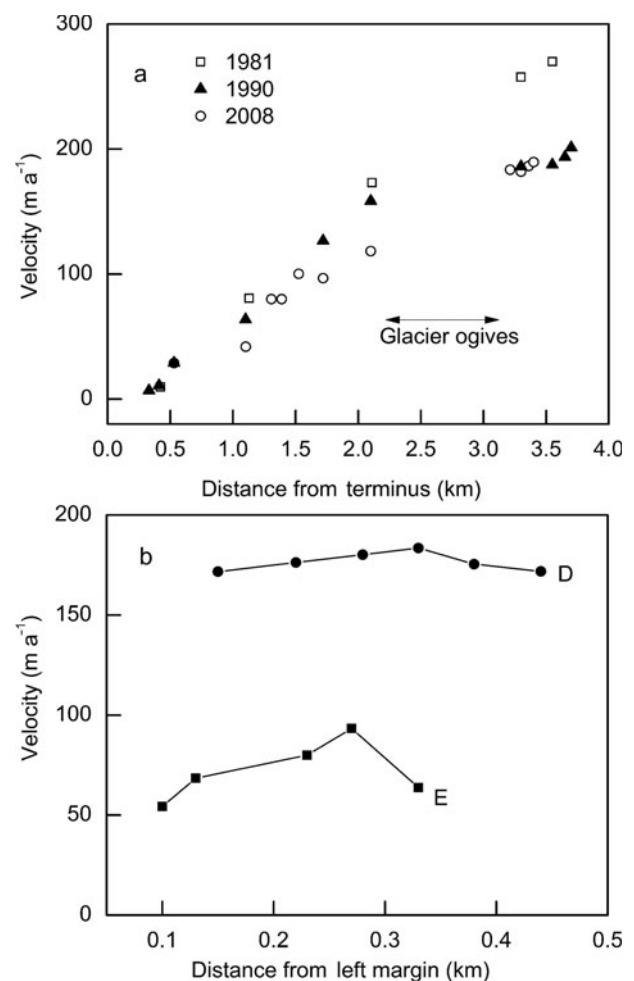 300
a
1981
1990
2008
200
100
0
Velocity (m a⁻¹)
Glacier ogives
0.0 0.5 1.0 1.5 2.0 2.5 3.0 3.5 4.0
Distance from terminus (km)
200
b
D
150
100
50
E
0
Velocity (m a⁻¹)
0.1 0.2 0.3 0.4 0.5
Distance from left margin (km)